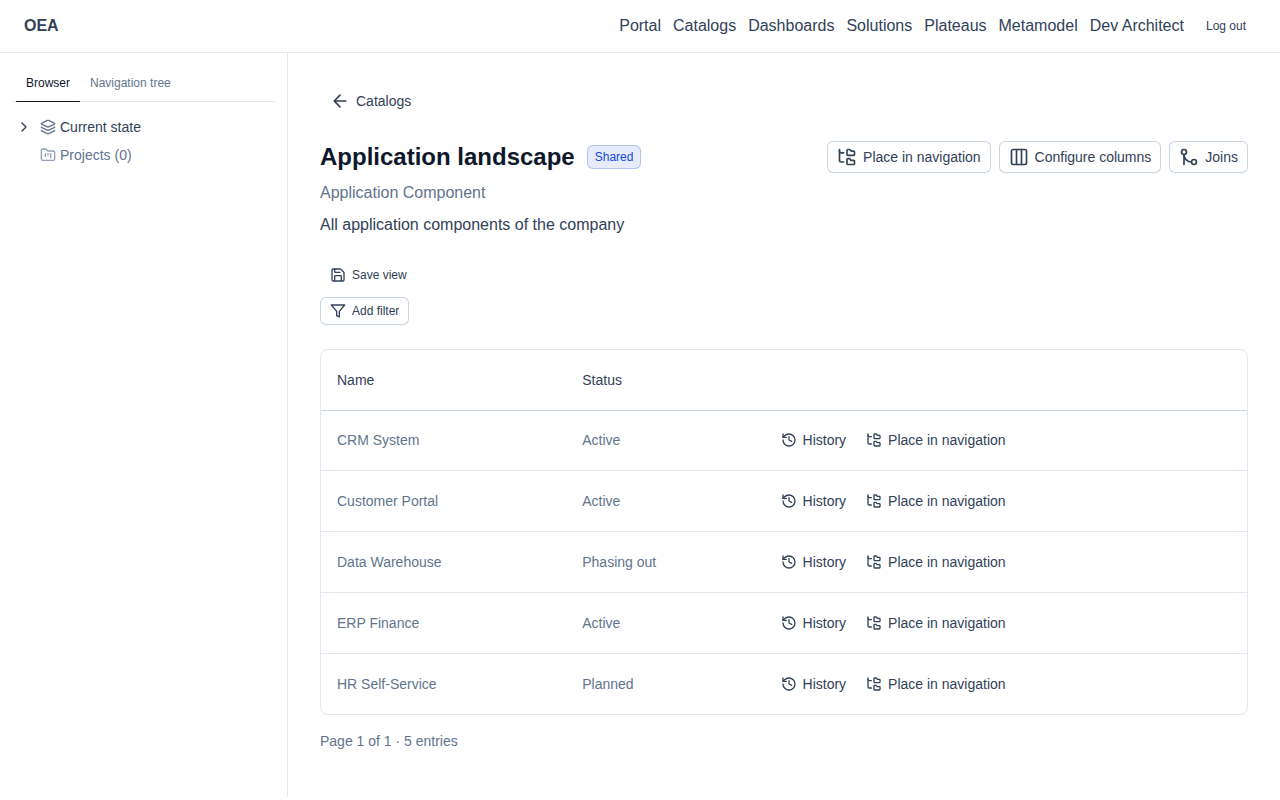 OEA
Portal Catalogs Dashboards Solutions Plateaus Metamodel Dev Architect Log out
Browser Navigation tree
Current state
Projects (0)
Catalogs
Application landscape Shared
Place in navigation Configure columns Joins
Application Component
All application components of the company
Save view
Add filter
Name Status
CRM System Active History Place in navigation
Customer Portal Active History Place in navigation
Data Warehouse Phasing out History Place in navigation
ERP Finance Active History Place in navigation
HR Self-Service Planned History Place in navigation
Page 1 of 1 · 5 entries